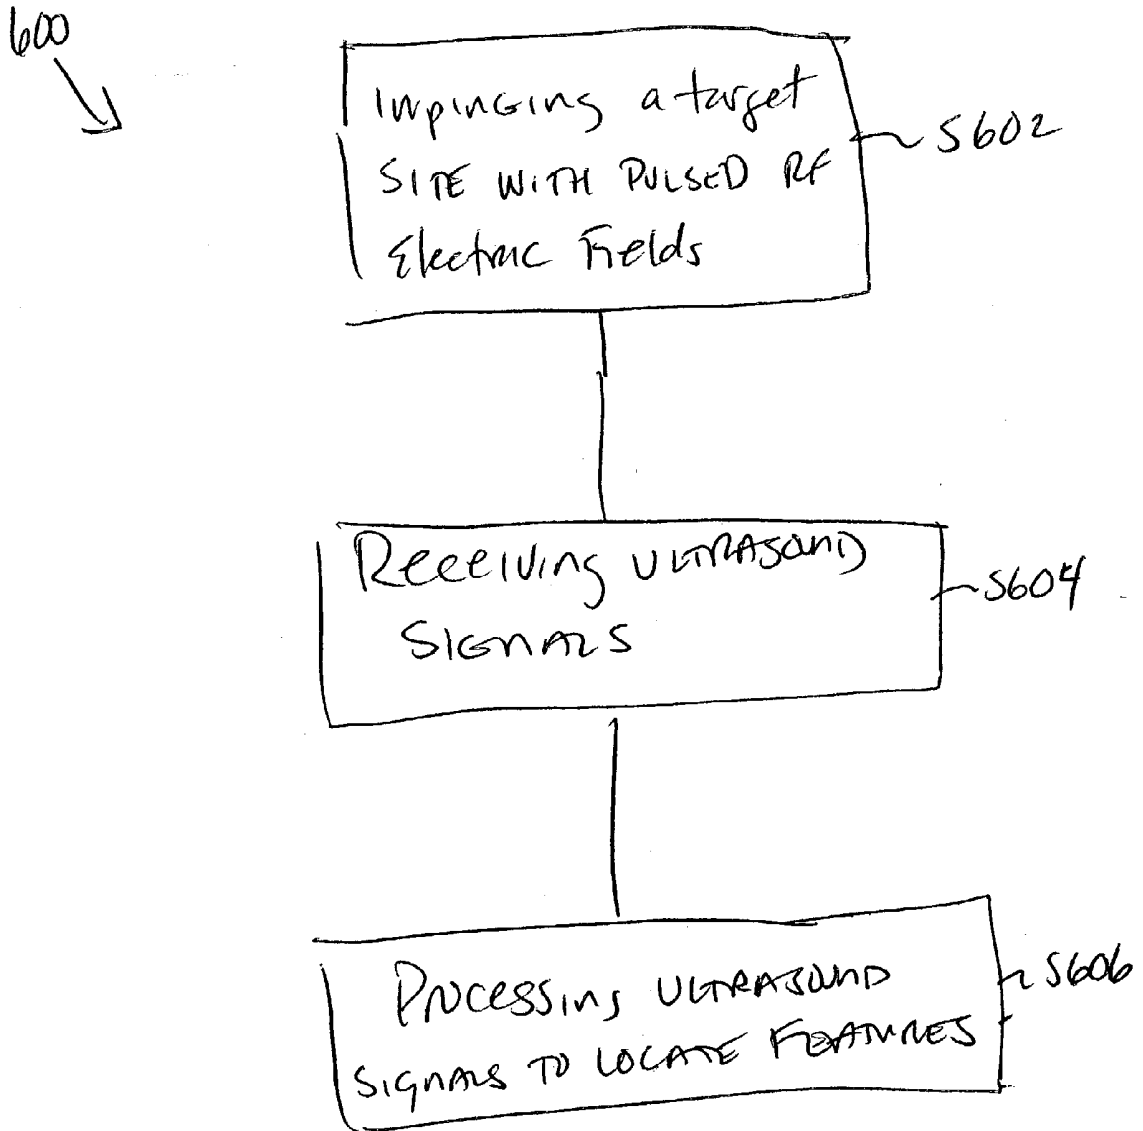 600
Impinging a target
SITE WITH PULSED RF
Electric Fields
S602
Receiving ULTRASOUND
SIGNALS
S604
Processing ULTRASOUND
SIGNALS TO LOCATE FEATURES
S606